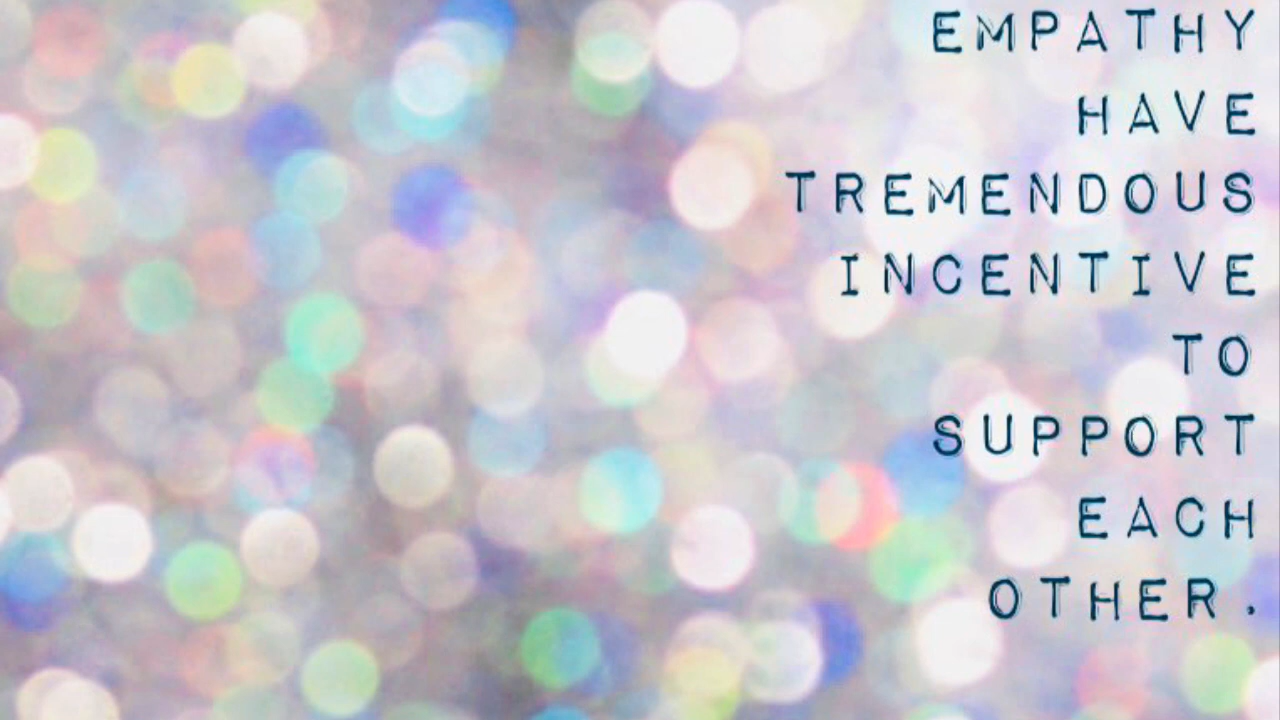 EMPATHY
HAVE
TREMENDOUS
INCENTIVE
TO
SUPPORT
EACH
OTHER.